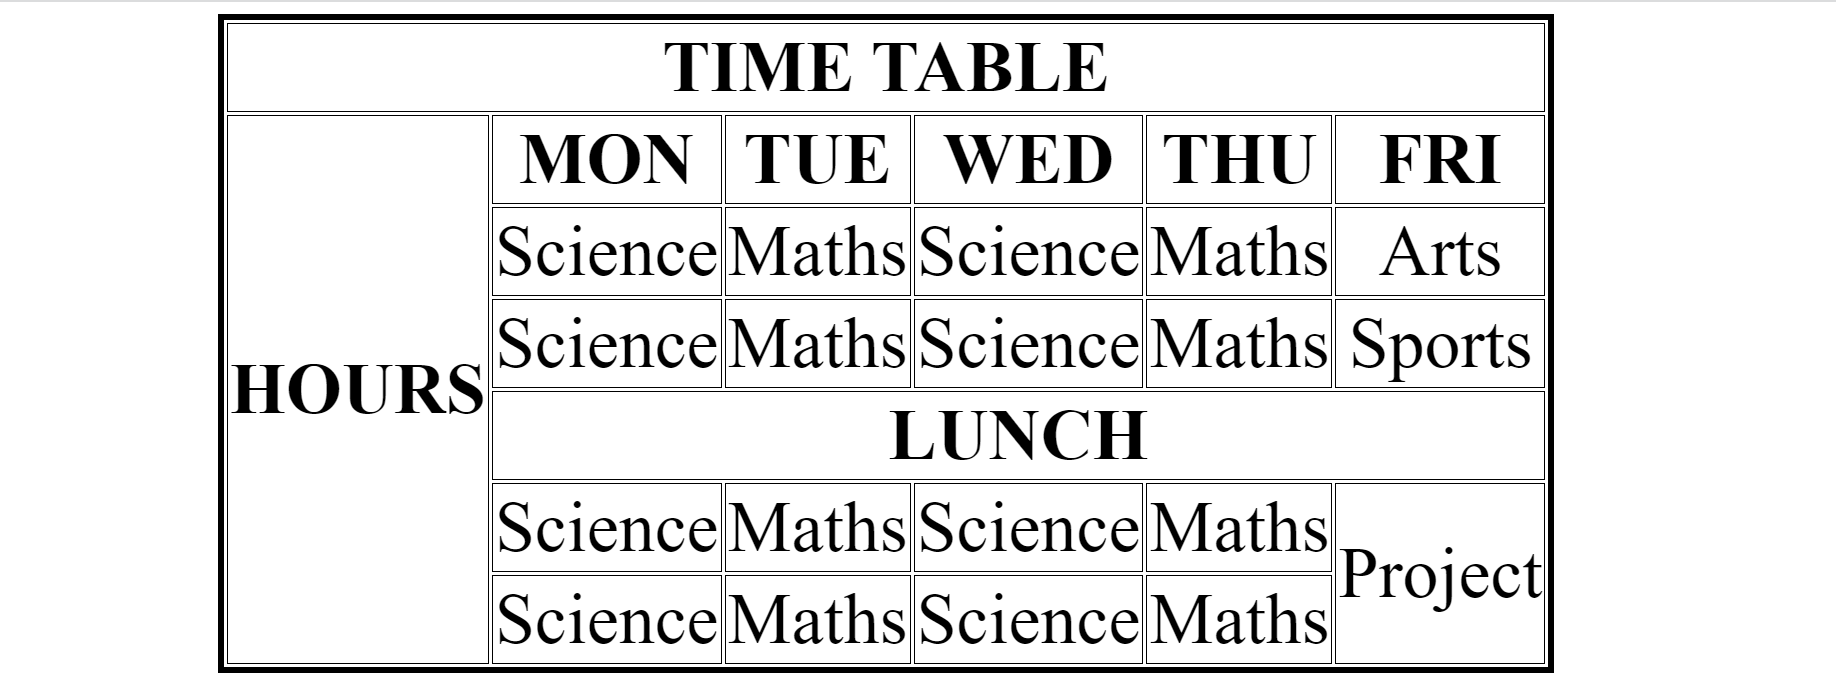 TIME TABLE
HOURS MON TUE WED THU FRI
Science Maths Science Maths Arts
Science Maths Science Maths Sports
LUNCH
Science Maths Science Maths Project
Science Maths Science Maths